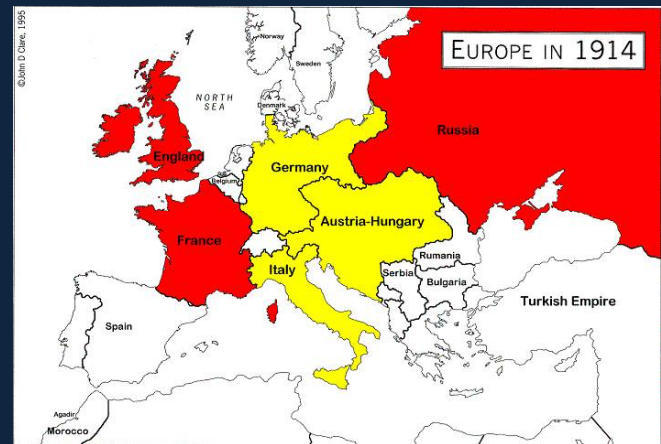 ©John D Clare, 1995
EUROPE IN 1914
Norway
Sweden
NORTH
SEA
Denmark
Russia
England
Germany
Belgium
Austria-Hungary
France
Italy
Rumania
Serbia
Bulgaria
Turkish Empire
Spain
Agadir
Morocco